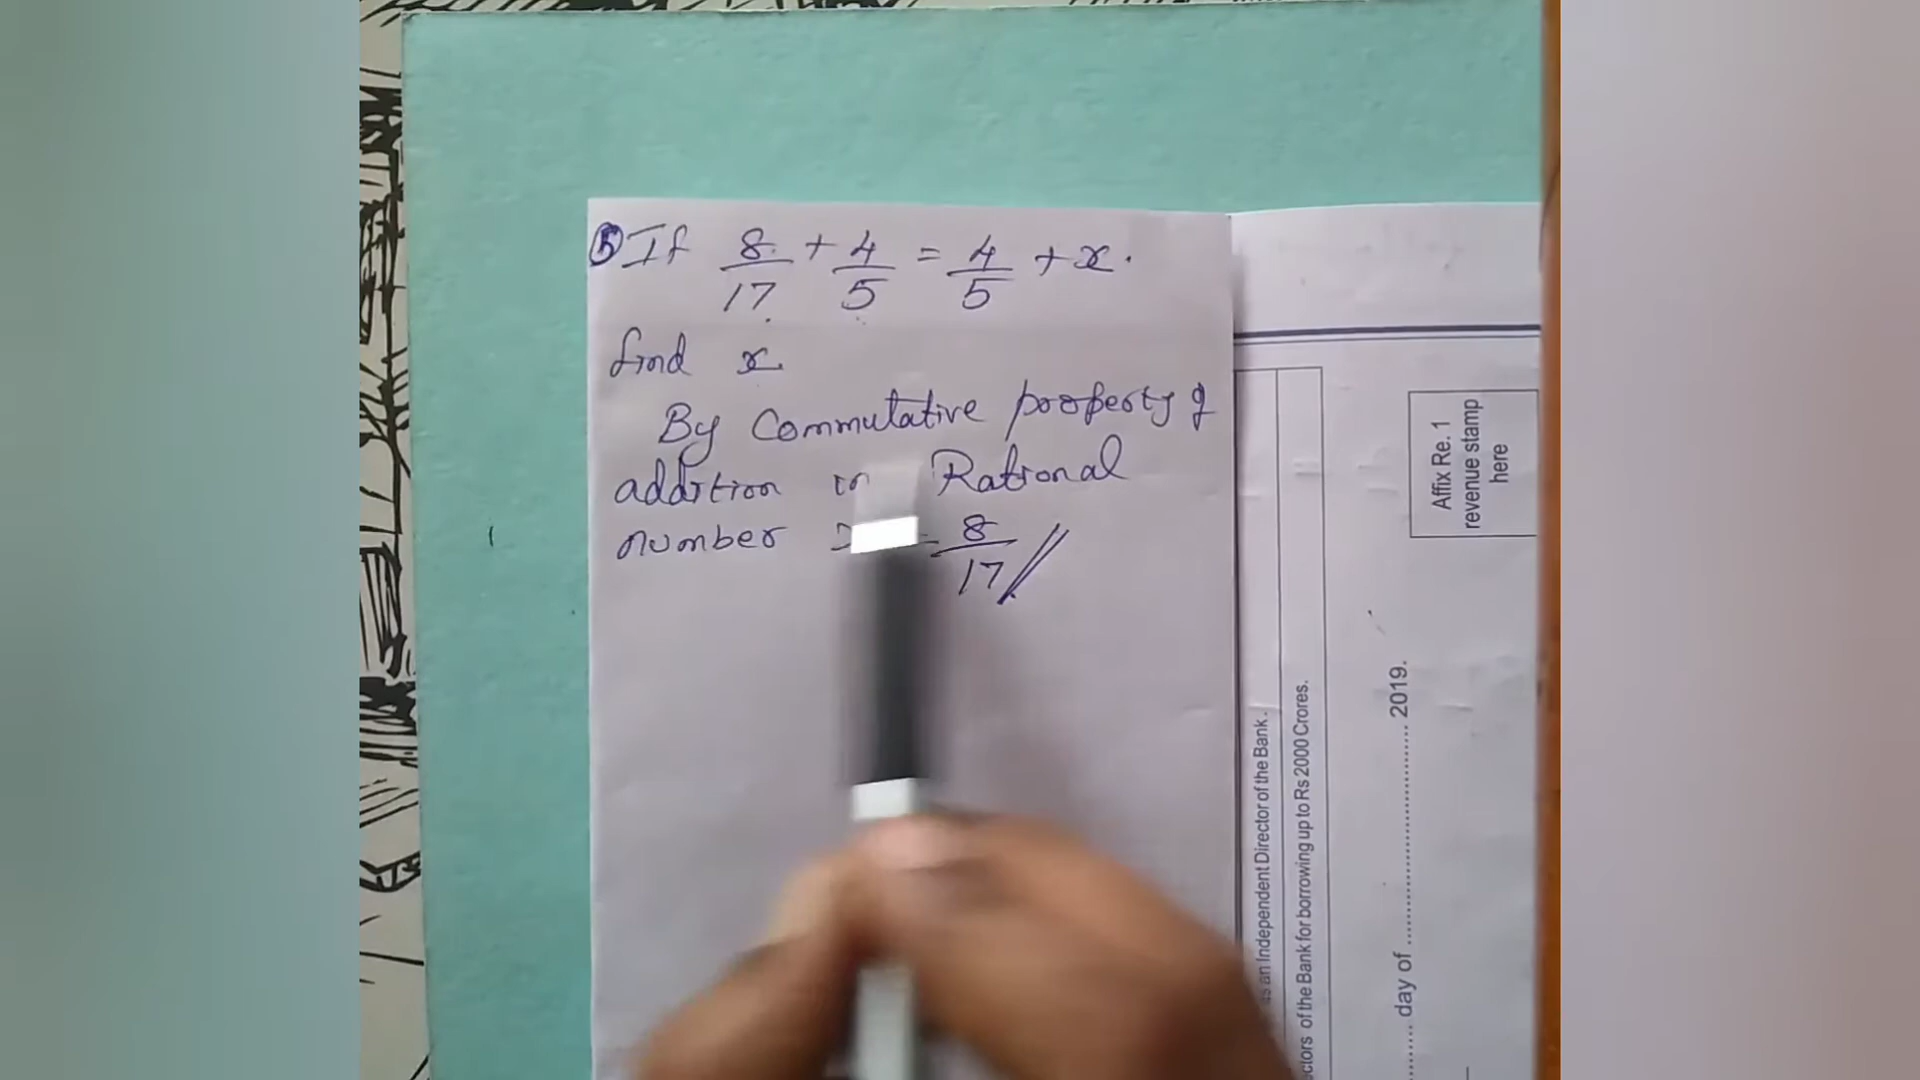 5 If 8/17 + 4/5 = 4/5 + x.
find x.
By Commutative property of
addition in Rational
number = 8/17 //
Affix Re. 1
revenue stamp
here
as an Independent Director of the Bank.
ctors of the Bank for borrowing up to Rs 2000 Crores.
day of .......................... 2019.